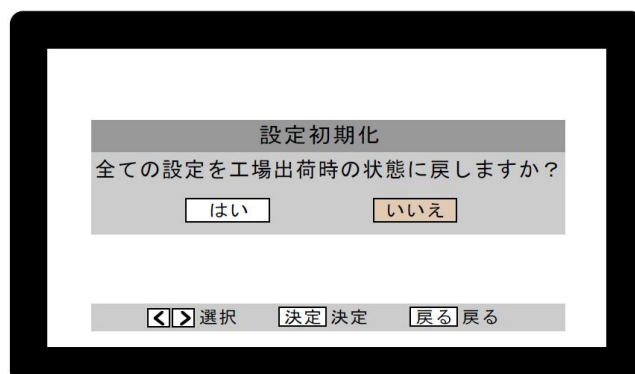 設定初期化
全ての設定を工場出荷時の状態に戻しますか？
はい いいえ
<> 選択 決定 決定 戻る 戻る